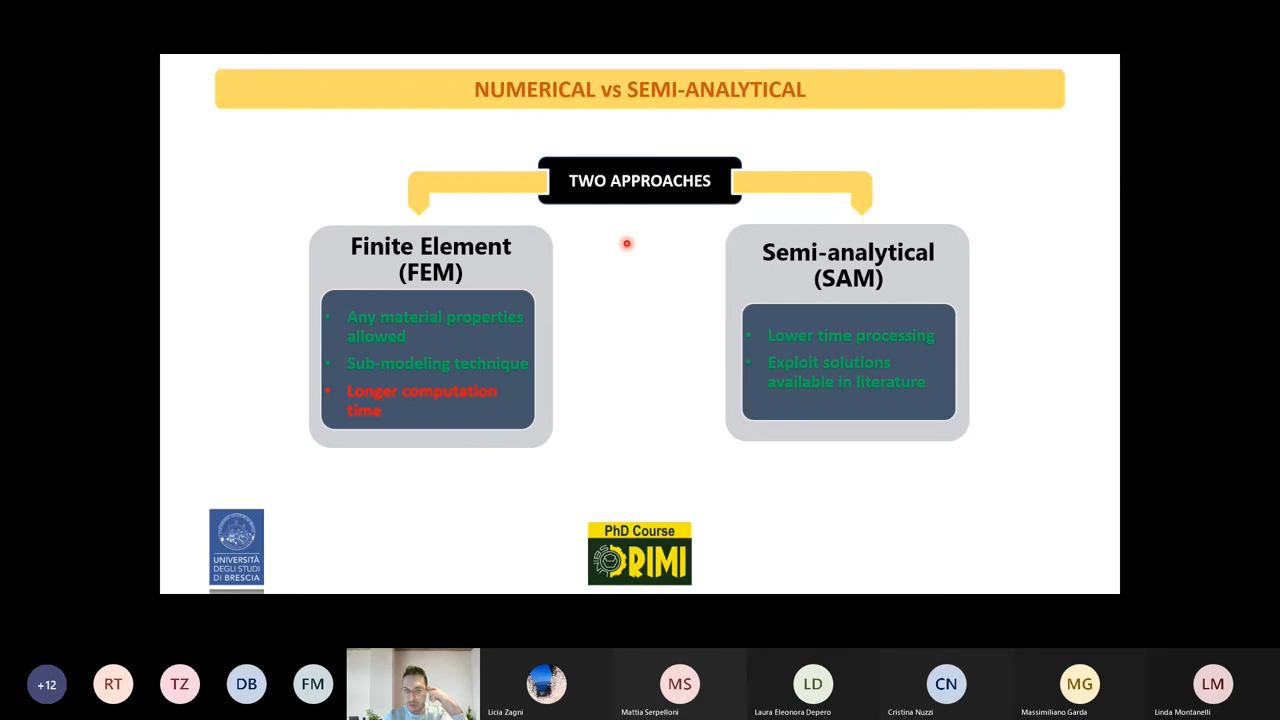 NUMERICAL vs SEMI-ANALYTICAL
TWO APPROACHES
Finite Element
(FEM)
• Any material properties
allowed
• Sub-modeling technique
• Longer computation
time
Semi-analytical
(SAM)
• Lower time processing
• Exploit solutions
available in literature
UNIVERSITÀ
DEGLI STUDI
DI BRESCIA
PhD Course
DRIMI
+12
RT
TZ
DB
FM
Licia Zagni
MS
Mattia Serpelloni
LD
Laura Eleonora Depero
CN
Cristina Nuzzi
MG
Massimiliano Garda
LM
Linda Montanelli